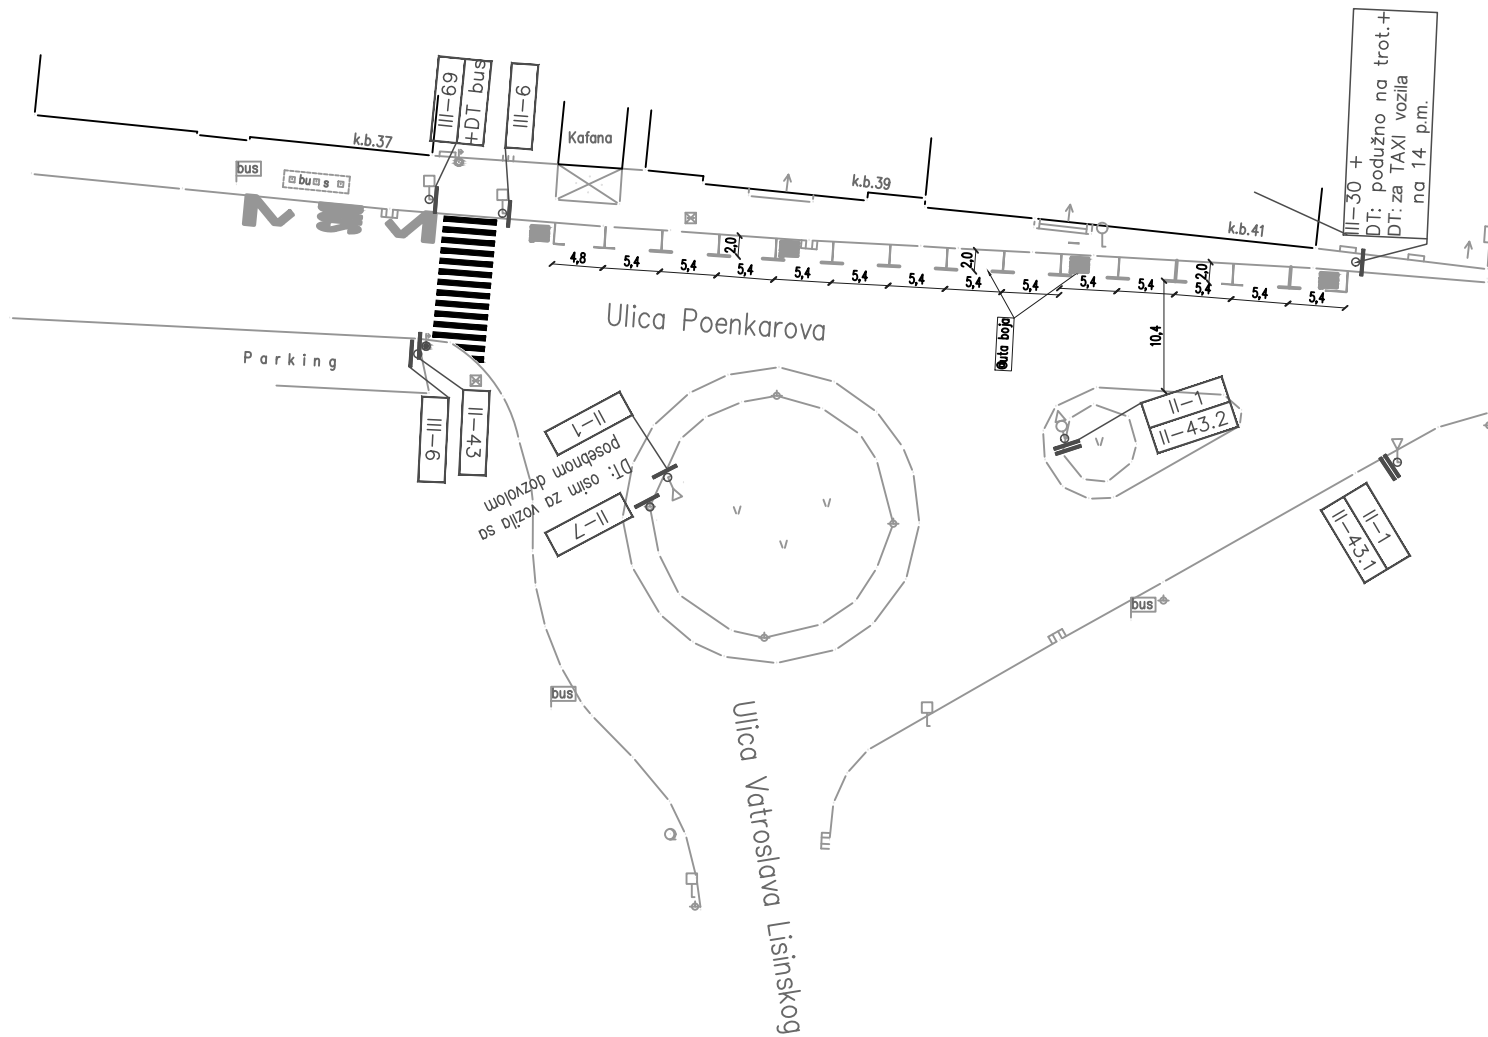 III-69
+DT bus
III-6
Kafana
k.b.37
bus
bus
k.b.39
k.b.41
III-30 +
DT: podužno na trot.+
DT: za TAXI vozila
na 14 p.m.
2,0
2,0
2,0
4,8
5,4
5,4
5,4
5,4
5,4
5,4
5,4
5,4
5,4
5,4
5,4
5,4
5,4
10,4
uta boja
Ulica Poenkarova
Parking
III-6
II-43
II-1
DT: osim za vozila sa
posebnom dozvolom
II-7
II-1
II-43.2
II-1
II-43.1
bus
bus
Ulica Vatroslava Lisinskog